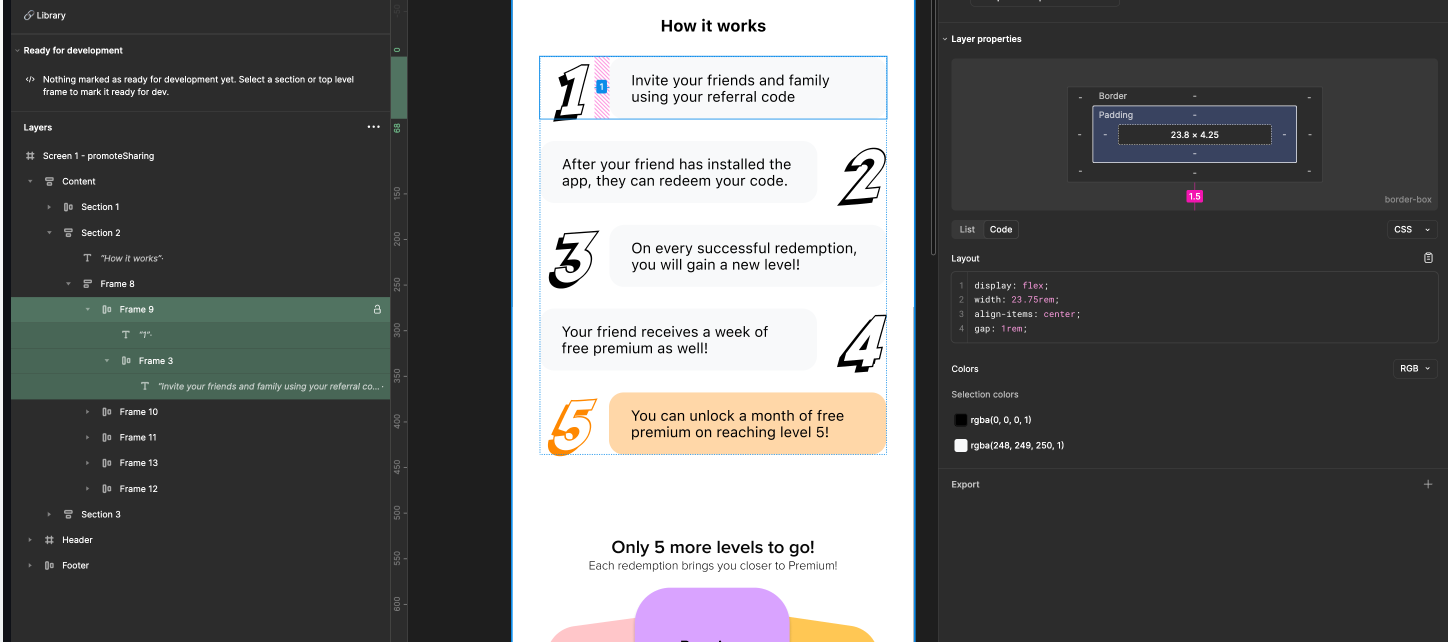 Library
Ready for development
Nothing marked as ready for development yet. Select a section or top level
frame to mark it ready for dev.
Layers
Screen 1 - promoteSharing
Content
Section 1
Section 2
"How it works"
Frame 8
Frame 9
"1"
Frame 3
"Invite your friends and family using your referral co...
Frame 10
Frame 11
Frame 13
Frame 12
Section 3
Header
Footer
0
68
150
200
250
300
350
400
450
500
550
600
How it works
1
1
Invite your friends and family
using your referral code
After your friend has installed the
app, they can redeem your code.
2
3
On every successful redemption,
you will gain a new level!
Your friend receives a week of
free premium as well!
4
5
You can unlock a month of free
premium on reaching level 5!
Only 5 more levels to go!
Each redemption brings you closer to Premium!
Layer properties
Border
Padding
23.8 × 4.25
1.5
border-box
List
Code
CSS
Layout
1 display: flex;
2 width: 23.75rem;
3 align-items: center;
4 gap: 1rem;
Colors
RGB
Selection colors
rgba(0, 0, 0, 1)
rgba(248, 249, 250, 1)
Export